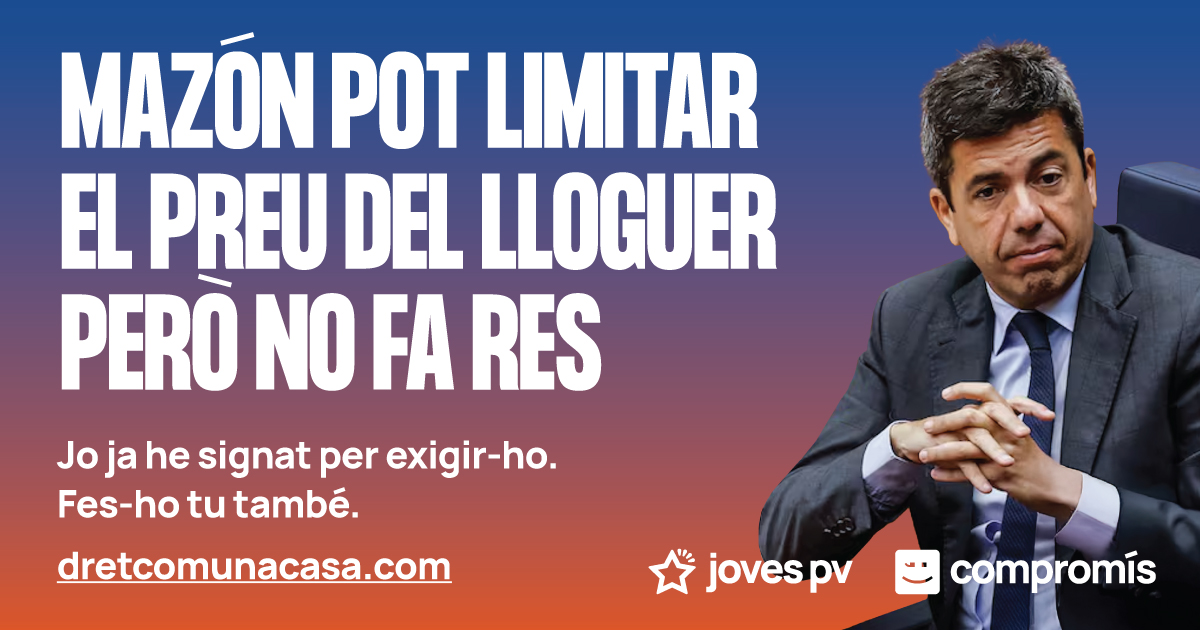 MAZÓN POT LIMITAR
EL PREU DEL LLOGUER
PERÒ NO FA RES
Jo ja he signat per exigir-ho.
Fes-ho tu també.
dretcomunacasa.com
joves pv
compromís